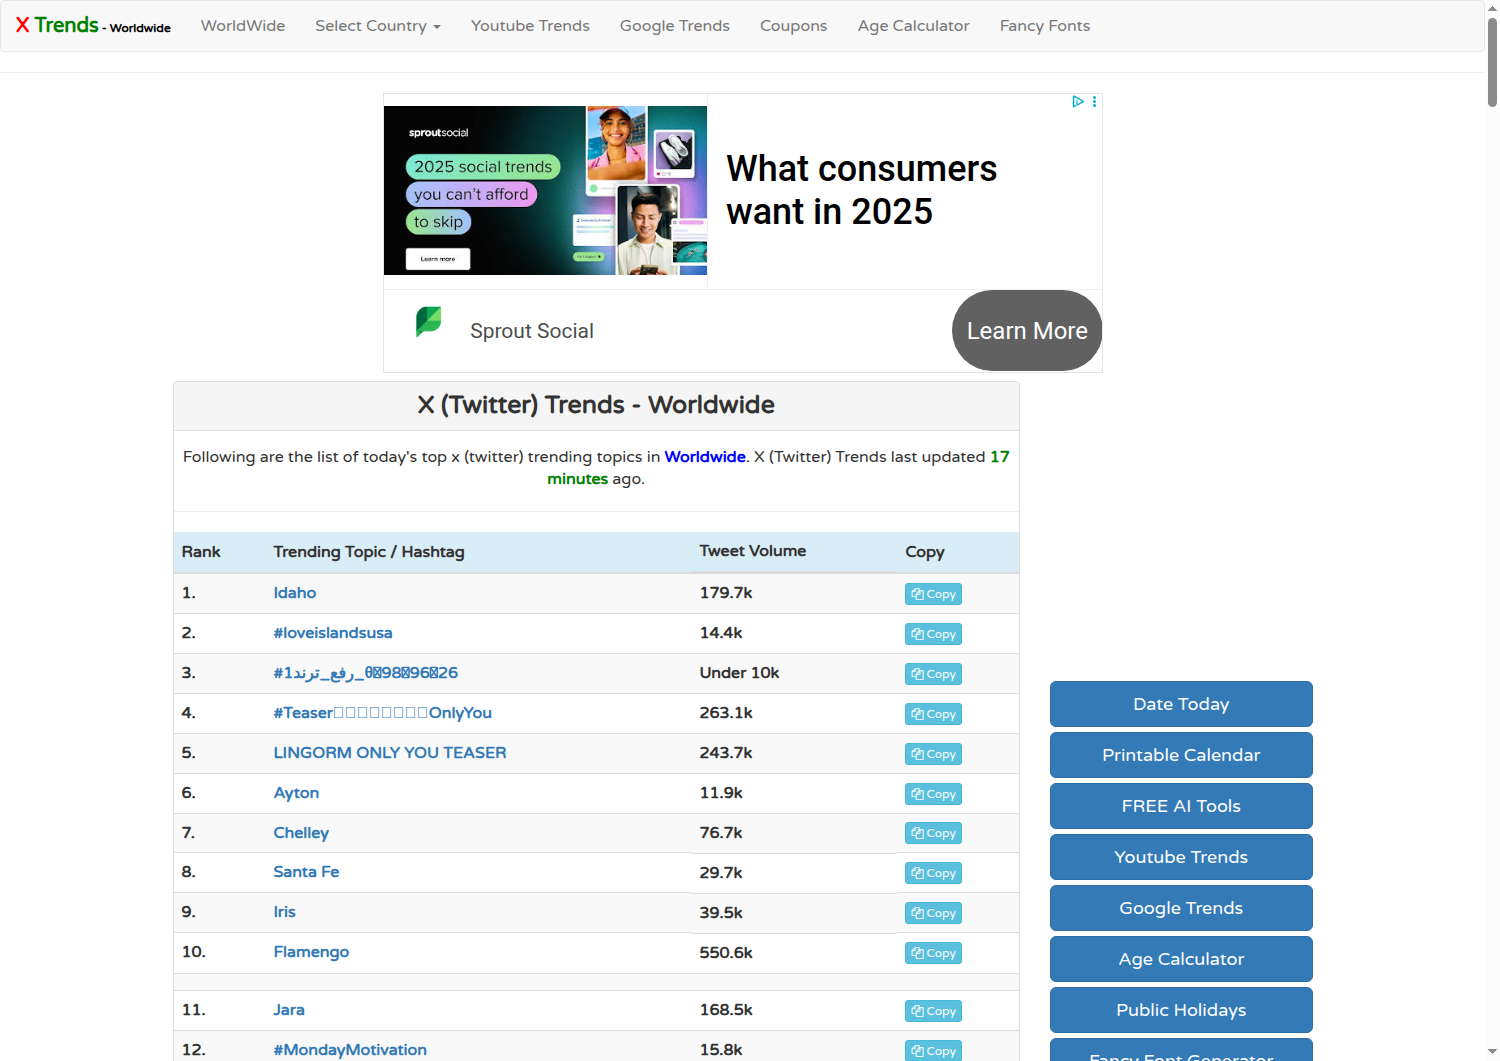 X Trends - Worldwide
WorldWide
Select Country
Youtube Trends
Google Trends
Coupons
Age Calculator
Fancy Fonts
sproutsocial
2025 social trends
you can't afford
to skip
Learn more
What consumers
want in 2025
Sprout Social
Learn More
X (Twitter) Trends - Worldwide
Following are the list of today's top x (twitter) trending topics in Worldwide. X (Twitter) Trends last updated 17
minutes ago.
Rank Trending Topic / Hashtag Tweet Volume Copy
1. Idaho 179.7k Copy
2. #loveislandsusa 14.4k Copy
3. Under 10k Copy
4. #Teaser OnlyYou 263.1k Copy
5. LINGORM ONLY YOU TEASER 243.7k Copy
6. Ayton 11.9k Copy
7. Chelley 76.7k Copy
8. Santa Fe 29.7k Copy
9. Iris 39.5k Copy
10. Flamengo 550.6k Copy
11. Jara 168.5k Copy
12. #MondayMotivation 15.8k Copy
Date Today
Printable Calendar
FREE AI Tools
Youtube Trends
Google Trends
Age Calculator
Public Holidays
Fancy Font Generator